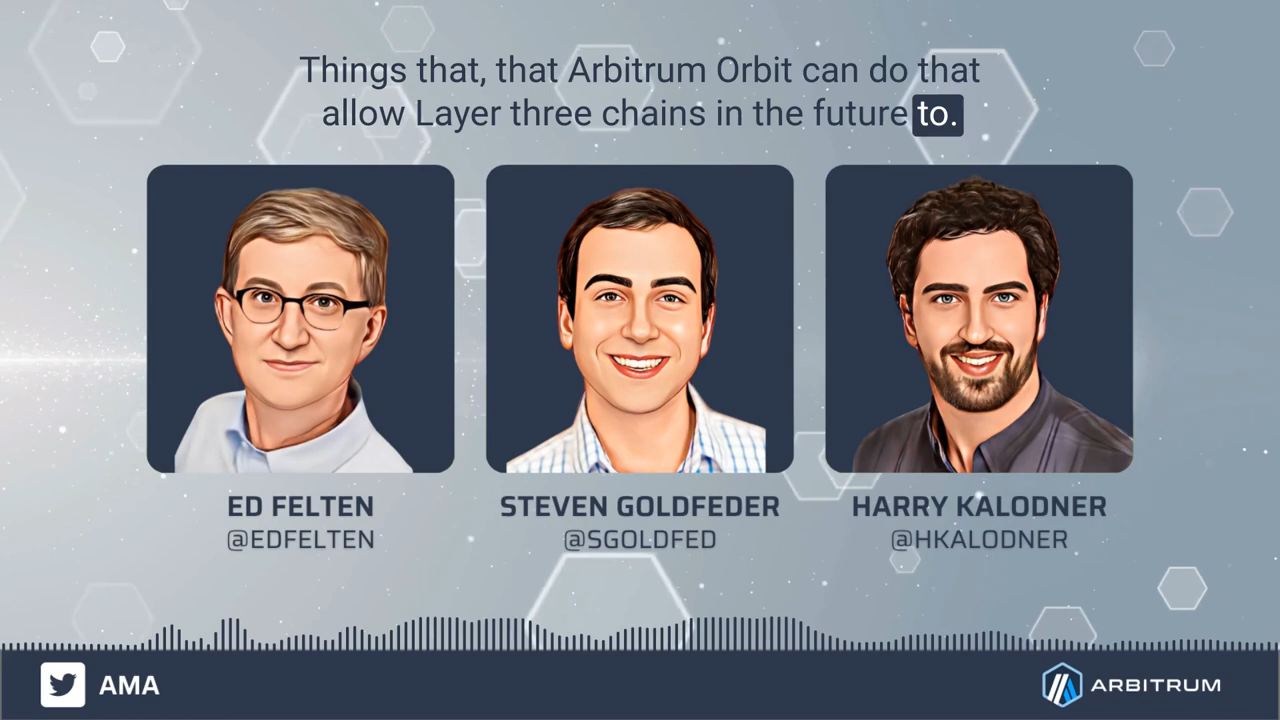 Things that, that Arbitrum Orbit can do that
allow Layer three chains in the future to.
ED FELTEN
@EDFELTEN
STEVEN GOLDFEDER
@SGOLDFED
HARRY KALODNER
@HKALODNER
AMA
ARBITRUM